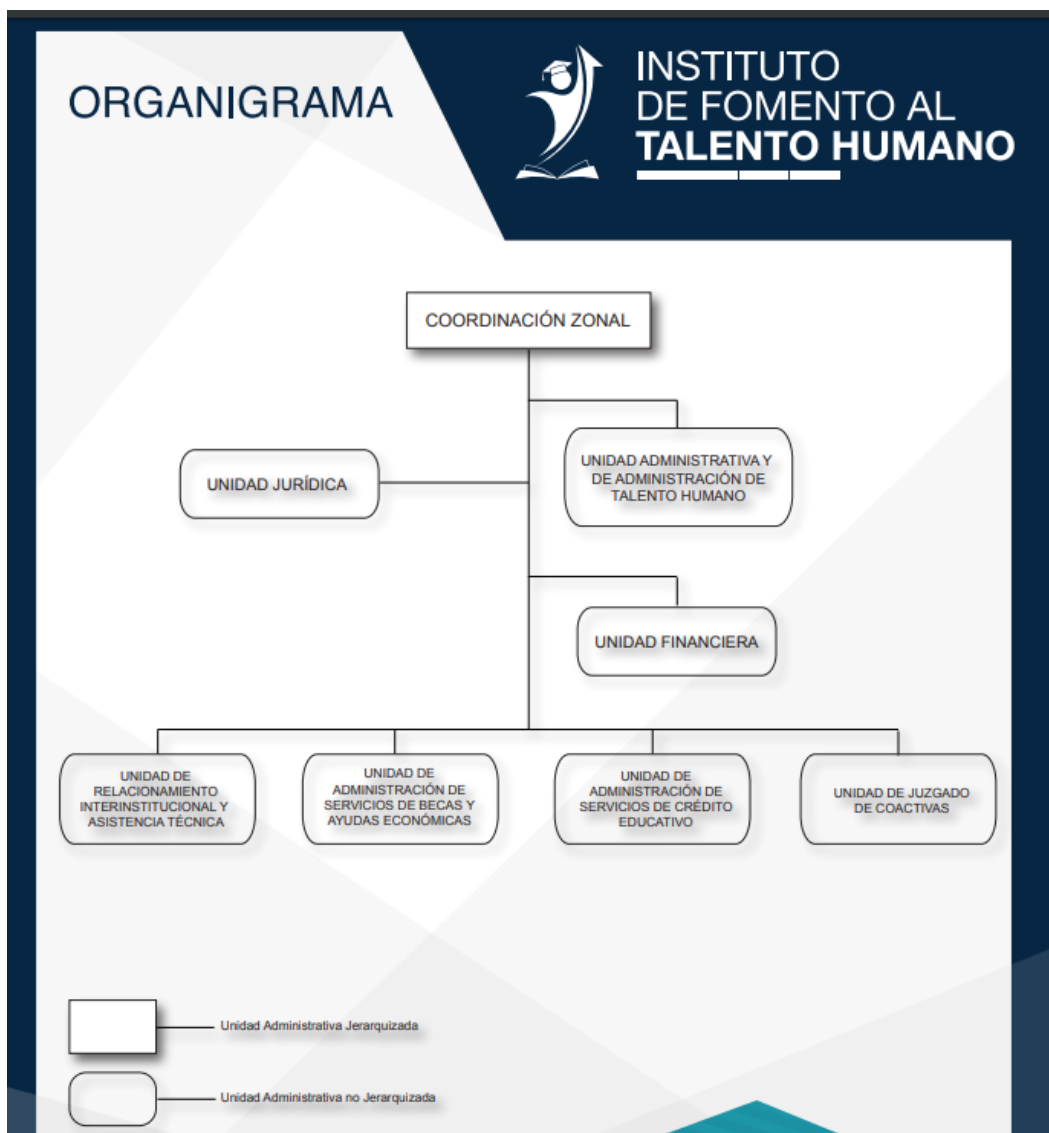 ORGANIGRAMA
INSTITUTO
DE FOMENTO AL
TALENTO HUMANO
COORDINACIÓN ZONAL
UNIDAD JURÍDICA
UNIDAD ADMINISTRATIVA Y
DE ADMINISTRACIÓN DE
TALENTO HUMANO
UNIDAD FINANCIERA
UNIDAD DE
RELACIONAMIENTO
INTERINSTITUCIONAL Y
ASISTENCIA TÉCNICA
UNIDAD DE
ADMINISTRACIÓN DE
SERVICIOS DE BECAS Y
AYUDAS ECONÓMICAS
UNIDAD DE
ADMINISTRACIÓN DE
SERVICIOS DE CRÉDITO
EDUCATIVO
UNIDAD DE JUZGADO
DE COACTIVAS
Unidad Administrativa Jerarquizada
Unidad Administrativa no Jerarquizada